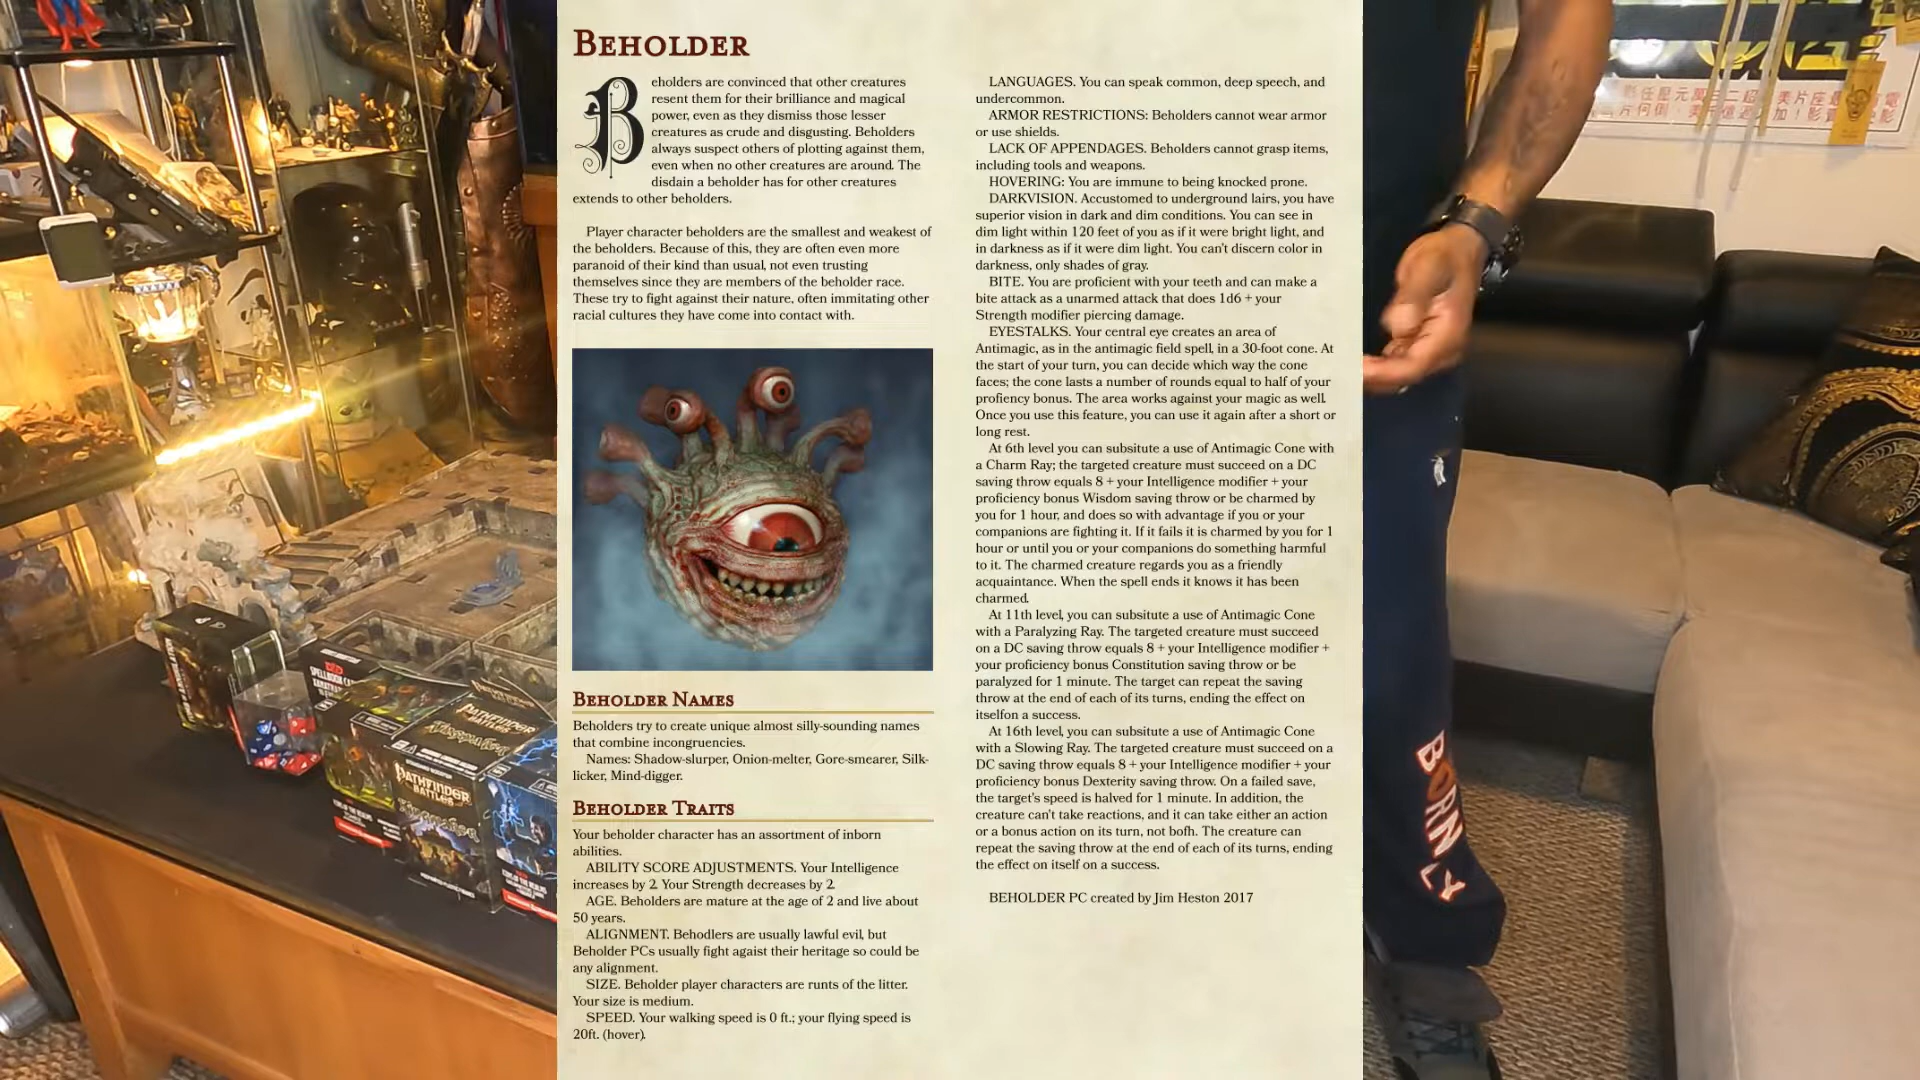 BEHOLDER
Beholders are convinced that other creatures
resent them for their brilliance and magical
power, even as they dismiss those lesser
creatures as crude and disgusting. Beholders
always suspect others of plotting against them,
even when no other creatures are around. The
disdain a beholder has for other creatures
extends to other beholders.
Player character beholders are the smallest and weakest of
the beholders. Because of this, they are often even more
paranoid of their kind than usual, not even trusting
themselves since they are members of the beholder race.
These try to fight against their nature, often immitating other
racial cultures they have come into contact with.
BEHOLDER NAMES
Beholders try to create unique almost silly-sounding names
that combine incongruencies.
Names: Shadow-slurper, Onion-melter, Gore-smearer, Silk-
licker, Mind-digger.
BEHOLDER TRAITS
Your beholder character has an assortment of inborn
abilities.
ABILITY SCORE ADJUSTMENTS. Your Intelligence
increases by 2. Your Strength decreases by 2.
AGE. Beholders are mature at the age of 2 and live about
50 years.
ALIGNMENT. Behodlers are usually lawful evil, but
Beholder PCs usually fight agaist their heritage so could be
any alignment.
SIZE. Beholder player characters are runts of the litter.
Your size is medium.
SPEED. Your walking speed is 0 ft.; your flying speed is
20ft. (hover).
LANGUAGES. You can speak common, deep speech, and
undercommon.
ARMOR RESTRICTIONS: Beholders cannot wear armor
or use shields.
LACK OF APPENDAGES. Beholders cannot grasp items,
including tools and weapons.
HOVERING: You are immune to being knocked prone.
DARKVISION. Accustomed to underground lairs, you have
superior vision in dark and dim conditions. You can see in
dim light within 120 feet of you as if it were bright light, and
in darkness as if it were dim light. You can't discern color in
darkness, only shades of gray.
BITE. You are proficient with your teeth and can make a
bite attack as a unarmed attack that does 1d6 + your
Strength modifier piercing damage.
EYESTALKS. Your central eye creates an area of
Antimagic, as in the antimagic field spell, in a 30-foot cone. At
the start of your turn, you can decide which way the cone
faces; the cone lasts a number of rounds equal to half of your
profiency bonus. The area works against your magic as well.
Once you use this feature, you can use it again after a short or
long rest.
At 6th level you can subsitute a use of Antimagic Cone with
a Charm Ray; the targeted creature must succeed on a DC
saving throw equals 8 + your Intelligence modifier + your
proficiency bonus Wisdom saving throw or be charmed by
you for 1 hour, and does so with advantage if you or your
companions are fighting it. If it fails it is charmed by you for 1
hour or until you or your companions do something harmful
to it. The charmed creature regards you as a friendly
acquaintance. When the spell ends it knows it has been
charmed.
At 11th level, you can subsitute a use of Antimagic Cone
with a Paralyzing Ray. The targeted creature must succeed
on a DC saving throw equals 8 + your Intelligence modifier +
your proficiency bonus Constitution saving throw or be
paralyzed for 1 minute. The target can repeat the saving
throw at the end of each of its turns, ending the effect on
itselfon a success.
At 16th level, you can subsitute a use of Antimagic Cone
with a Slowing Ray. The targeted creature must succeed on a
DC saving throw equals 8 + your Intelligence modifier + your
proficiency bonus Dexterity saving throw. On a failed save,
the target's speed is halved for 1 minute. In addition, the
creature can't take reactions, and it can take either an action
or a bonus action on its turn, not bofh. The creature can
repeat the saving throw at the end of each of its turns, ending
the effect on itself on a success.
BEHOLDER PC created by Jim Heston 2017
PATHFINDER
BATTLES
PATHFINDER
BATTLES
BORN
FLY